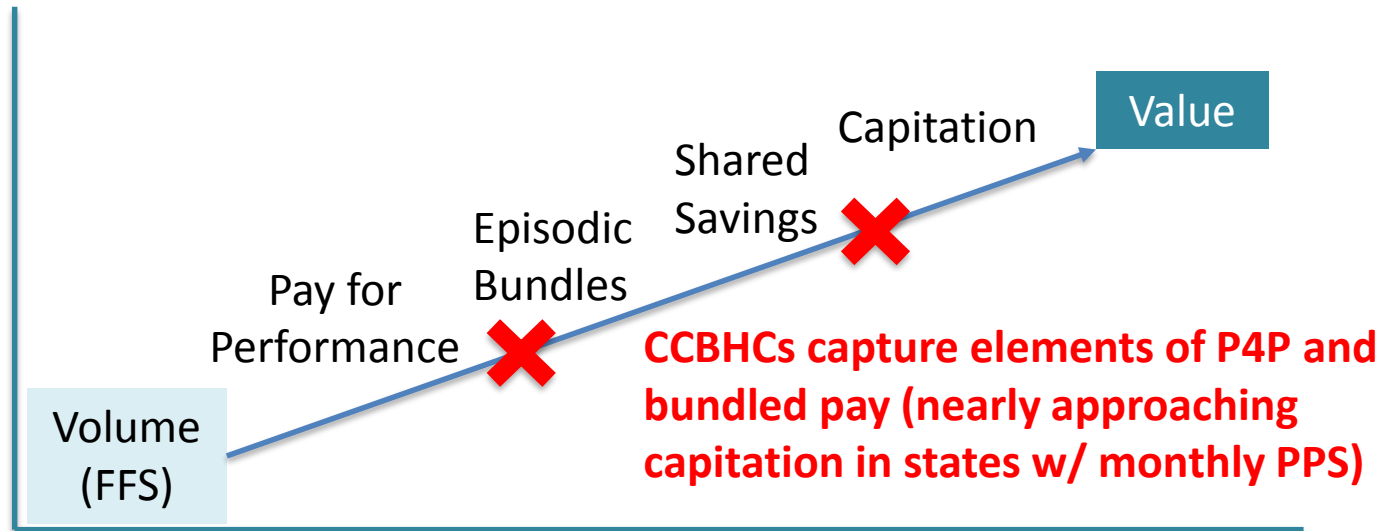 Value
Capitation
Shared
Savings
Episodic
Bundles
Pay for
Performance
CCBHCs capture elements of P4P and
bundled pay (nearly approaching
capitation in states w/ monthly PPS)
Volume
(FFS)